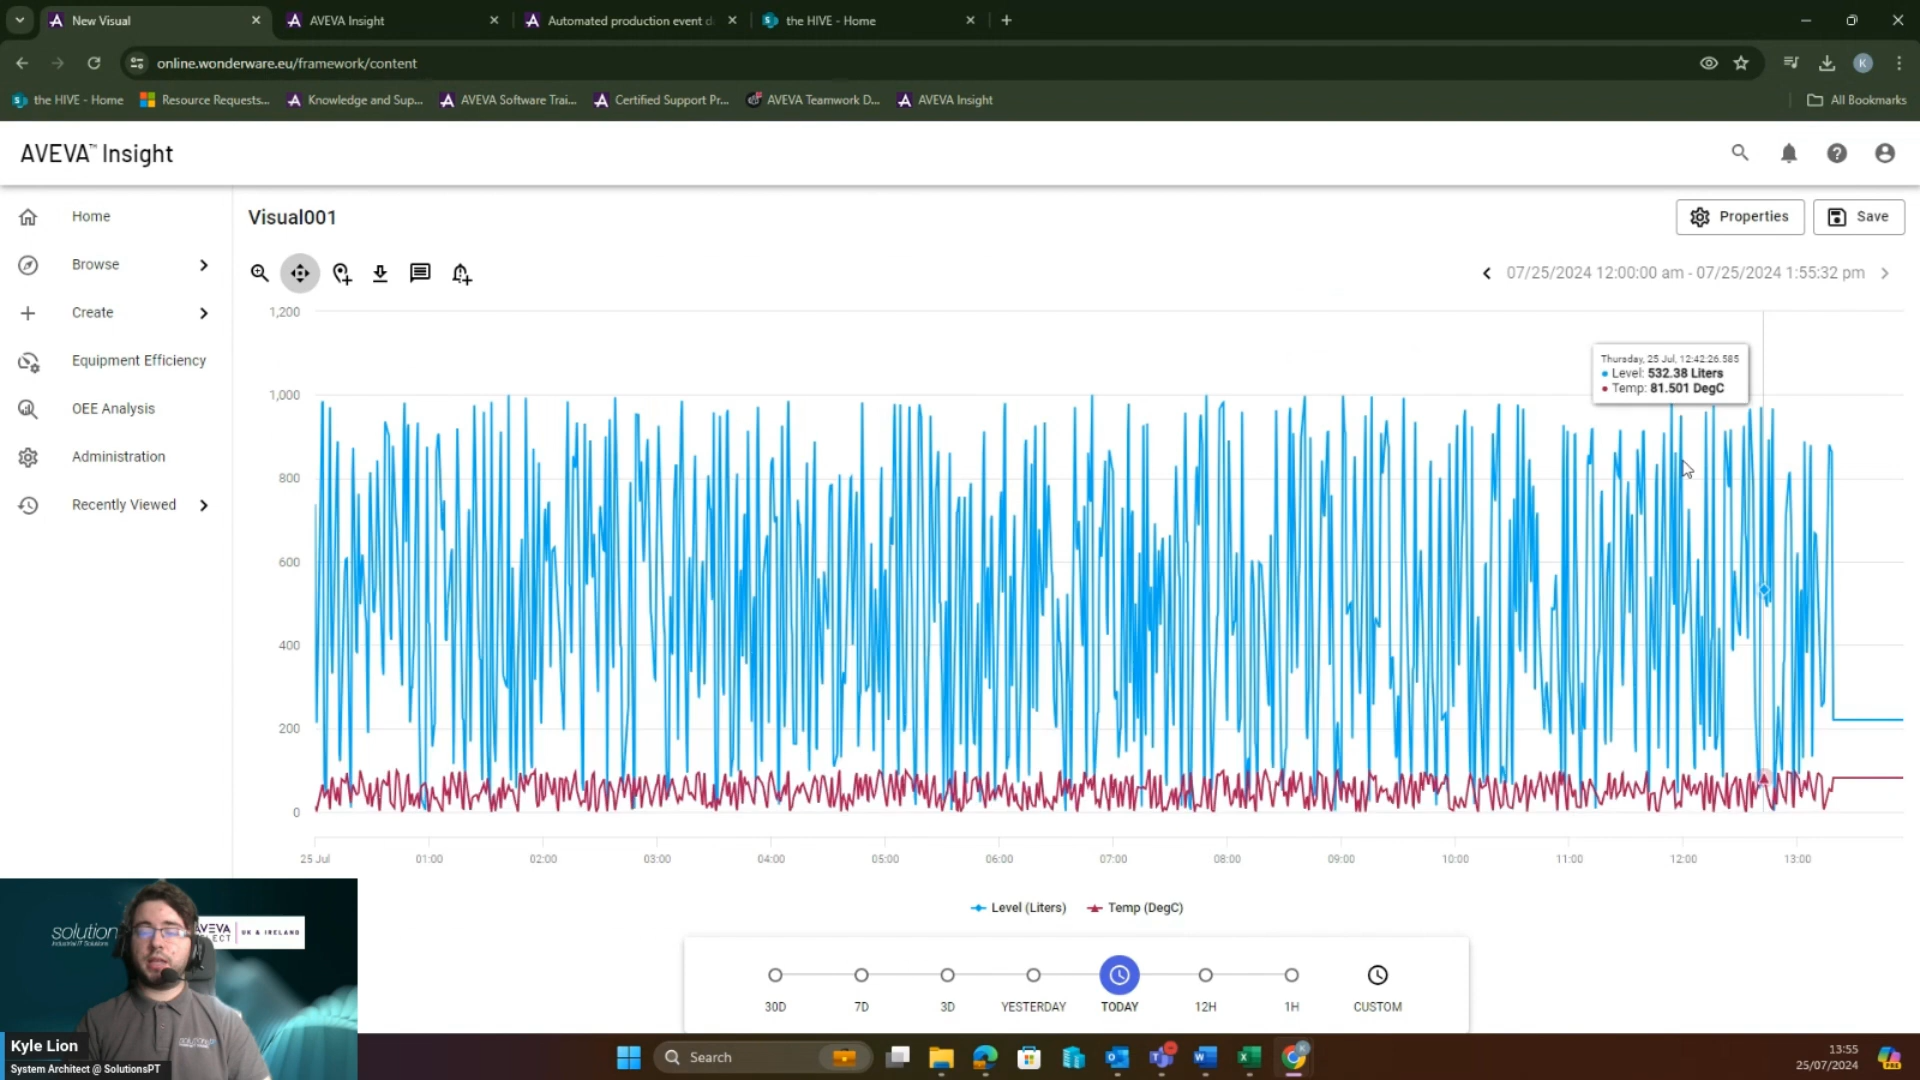 New Visual
AVEVA Insight
Automated production event d
the HIVE - Home
online.wonderware.eu/framework/content
the HIVE - Home
Resource Requests...
Knowledge and Sup...
AVEVA Software Trai...
Certified Support Pr...
AVEVA Teamwork D...
AVEVA Insight
All Bookmarks
AVEVA™ Insight
Home
Browse
Create
Equipment Efficiency
OEE Analysis
Administration
Recently Viewed
Visual001
Properties
Save
07/25/2024 12:00:00 am - 07/25/2024 1:55:32 pm
1,200
1,000
800
600
400
200
0
Thursday, 25 Jul, 12:42:26.585
Level: 532.38 Liters
Temp: 81.501 DegC
25 Jul 01:00 02:00 03:00 04:00 05:00 06:00 07:00 08:00 09:00 10:00 11:00 12:00 13:00
Level (Liters) Temp (DegC)
30D 7D 3D YESTERDAY TODAY 12H 1H CUSTOM
solution
Industrial IT Solutions
UK & IRELAND
Kyle Lion
System Architect @ SolutionsPT
Search
13:55
25/07/2024